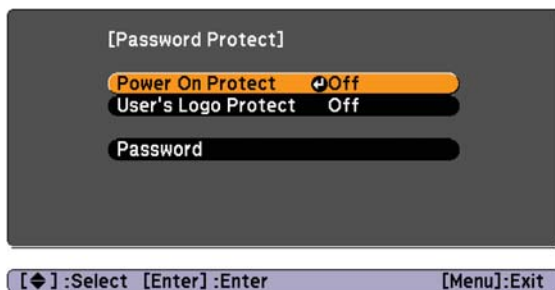 [Password Protect]
Power On Protect Off
User's Logo Protect Off
Password
[◆] :Select [Enter] :Enter [Menu]:Exit